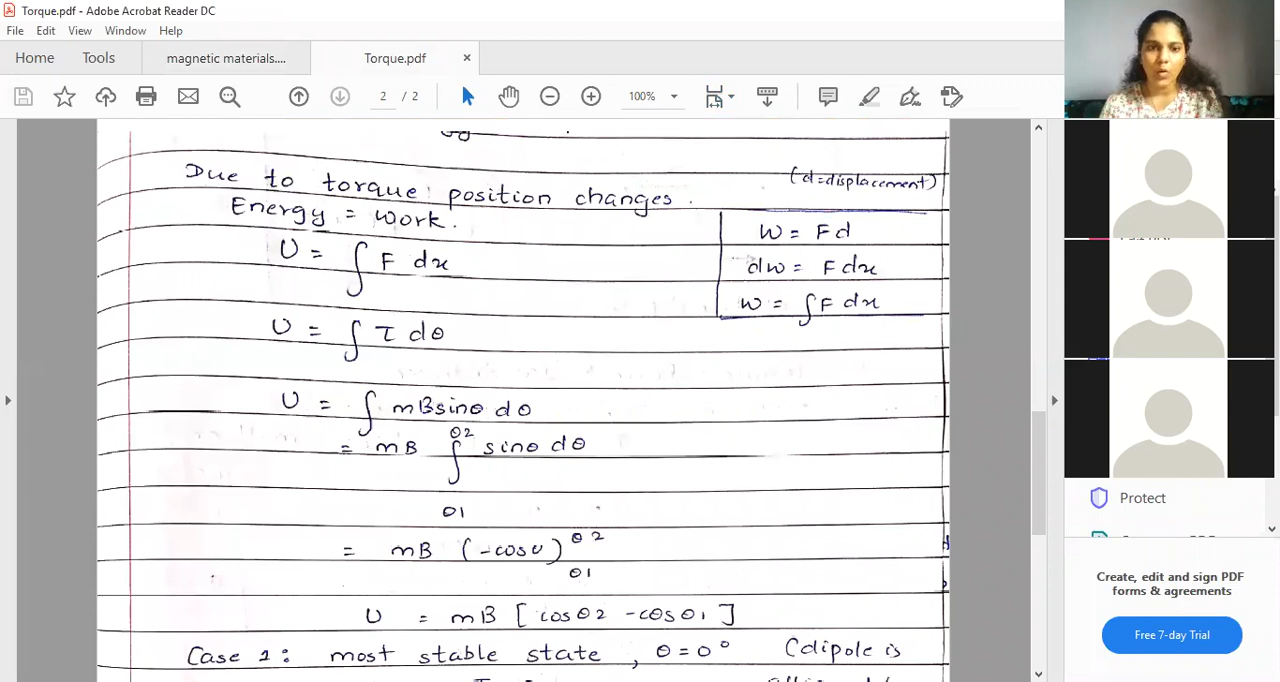 Torque.pdf - Adobe Acrobat Reader DC
File Edit View Window Help
Home Tools magnetic materials.... Torque.pdf ×
2 / 2 100%
Due to torque position changes.
(d=displacement)
Energy = work.
W = Fd
U = ∫ F dx
dw = Fdx
W = ∫F dx
U = ∫ τ dθ
U = ∫ mBsinθ dθ
= mB ∫θ1^θ2 sinθ dθ
= mB (-cosθ)θ1^θ2
U = mB [cosθ2 - cosθ1]
Case 1: most stable state, θ=0° (dipole is
Protect
Create, edit and sign PDF
forms & agreements
Free 7-day Trial